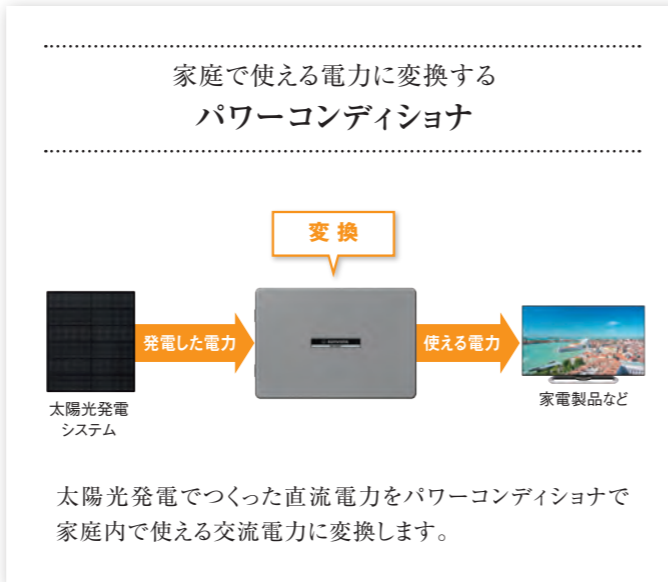 家庭で使える電力に変換する
パワーコンディショナ
変換
発電した電力
使える電力
太陽光発電
システム
家電製品など
太陽光発電でつくった直流電力をパワーコンディショナで
家庭内で使える交流電力に変換します。